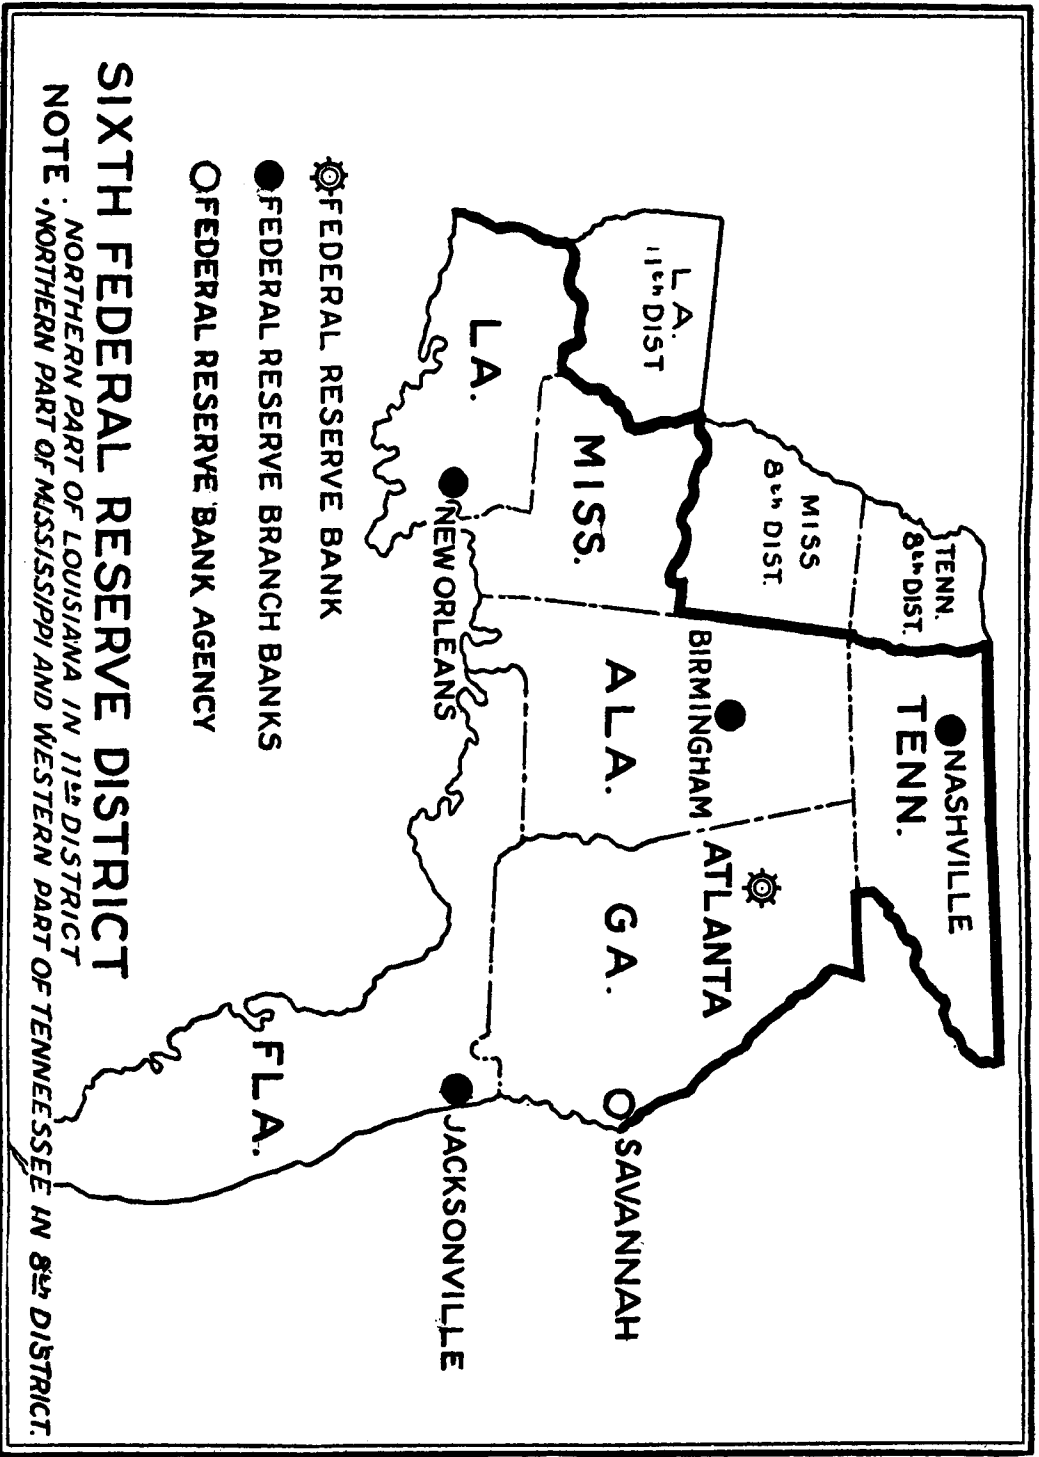 TENN.
8th DIST.
NASHVILLE
TENN.
MISS
8th DIST.
LA.
11th DIST
BIRMINGHAM
ATLANTA
MISS.
ALA.
GA.
SAVANNAH
LA.
NEW ORLEANS
JACKSONVILLE
FLA.
FEDERAL RESERVE BANK
FEDERAL RESERVE BRANCH BANKS
FEDERAL RESERVE BANK AGENCY
SIXTH FEDERAL RESERVE DISTRICT
NOTE: NORTHERN PART OF LOUISIANA IN 11th DISTRICT
NORTHERN PART OF MISSISSIPPI AND WESTERN PART OF TENNEESSEE IN 8th DISTRICT.